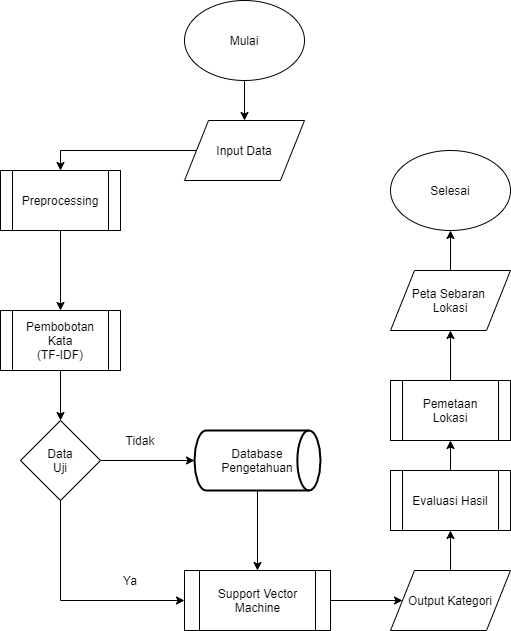 Mulai
Input Data
Preprocessing
Pembobotan
Kata
(TF-IDF)
Data
Uji
Tidak
Database
Pengetahuan
Ya
Support Vector
Machine
Output Kategori
Evaluasi Hasil
Pemetaan
Lokasi
Peta Sebaran
Lokasi
Selesai